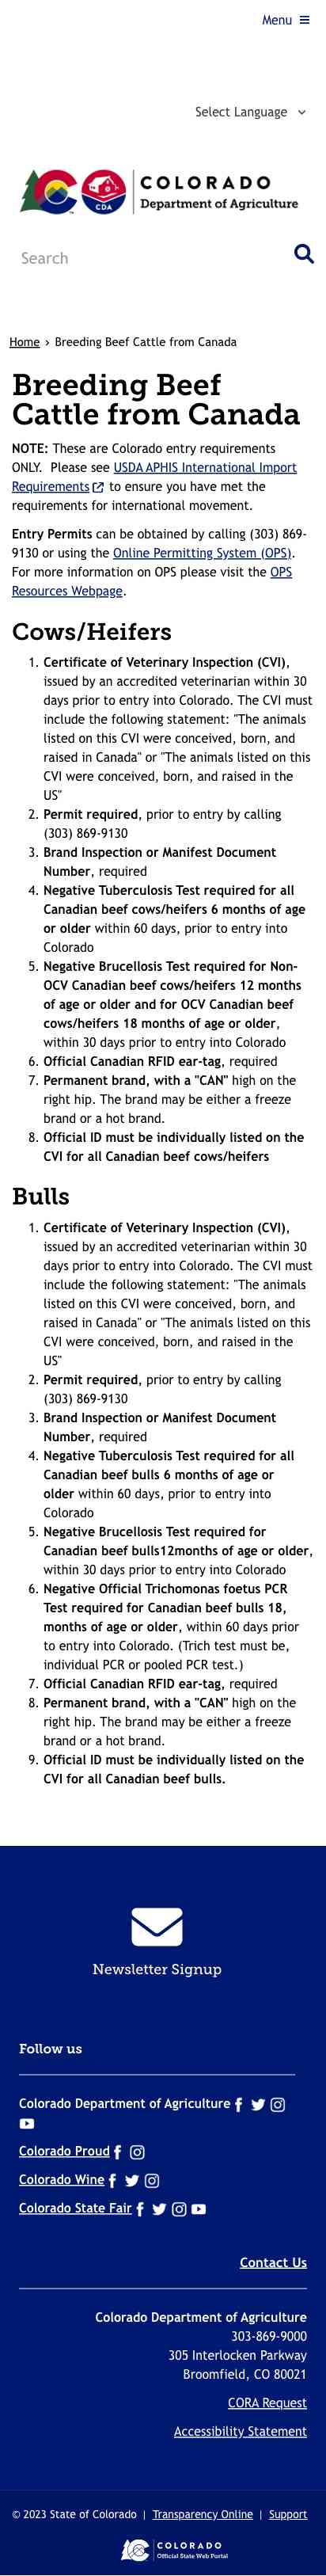 Menu
Select Language
CDA
COLORADO
Department of Agriculture
Search
Home › Breeding Beef Cattle from Canada
Breeding Beef
Cattle from Canada
NOTE: These are Colorado entry requirements
ONLY.  Please see USDA APHIS International Import
Requirements to ensure you have met the
requirements for international movement.
Entry Permits can be obtained by calling (303) 869-
9130 or using the Online Permitting System (OPS).
For more information on OPS please visit the OPS
Resources Webpage.
Cows/Heifers
1. Certificate of Veterinary Inspection (CVI),
issued by an accredited veterinarian within 30
days prior to entry into Colorado. The CVI must
include the following statement: "The animals
listed on this CVI were conceived, born, and
raised in Canada" or "The animals listed on this
CVI were conceived, born, and raised in the
US"
2. Permit required, prior to entry by calling
(303) 869-9130
3. Brand Inspection or Manifest Document
Number, required
4. Negative Tuberculosis Test required for all
Canadian beef cows/heifers 6 months of age
or older within 60 days, prior to entry into
Colorado
5. Negative Brucellosis Test required for Non-
OCV Canadian beef cows/heifers 12 months
of age or older and for OCV Canadian beef
cows/heifers 18 months of age or older,
within 30 days prior to entry into Colorado
6. Official Canadian RFID ear-tag, required
7. Permanent brand, with a "CAN" high on the
right hip. The brand may be either a freeze
brand or a hot brand.
8. Official ID must be individually listed on the
CVI for all Canadian beef cows/heifers
Bulls
1. Certificate of Veterinary Inspection (CVI),
issued by an accredited veterinarian within 30
days prior to entry into Colorado. The CVI must
include the following statement: "The animals
listed on this CVI were conceived, born, and
raised in Canada" or "The animals listed on this
CVI were conceived, born, and raised in the
US"
2. Permit required, prior to entry by calling
(303) 869-9130
3. Brand Inspection or Manifest Document
Number, required
4. Negative Tuberculosis Test required for all
Canadian beef bulls 6 months of age or
older within 60 days, prior to entry into
Colorado
5. Negative Brucellosis Test required for
Canadian beef bulls12months of age or older,
within 30 days prior to entry into Colorado
6. Negative Official Trichomonas foetus PCR
Test required for Canadian beef bulls 18,
months of age or older, within 60 days prior
to entry into Colorado. (Trich test must be,
individual PCR or pooled PCR test.)
7. Official Canadian RFID ear-tag, required
8. Permanent brand, with a "CAN" high on the
right hip. The brand may be either a freeze
brand or a hot brand.
9. Official ID must be individually listed on the
CVI for all Canadian beef bulls.
Newsletter Signup
Follow us
Colorado Department of Agriculture
Colorado Proud
Colorado Wine
Colorado State Fair
Contact Us
Colorado Department of Agriculture
303-869-9000
305 Interlocken Parkway
Broomfield, CO 80021
CORA Request
Accessibility Statement
© 2023 State of Colorado | Transparency Online | Support
COLORADO
Official State Web Portal